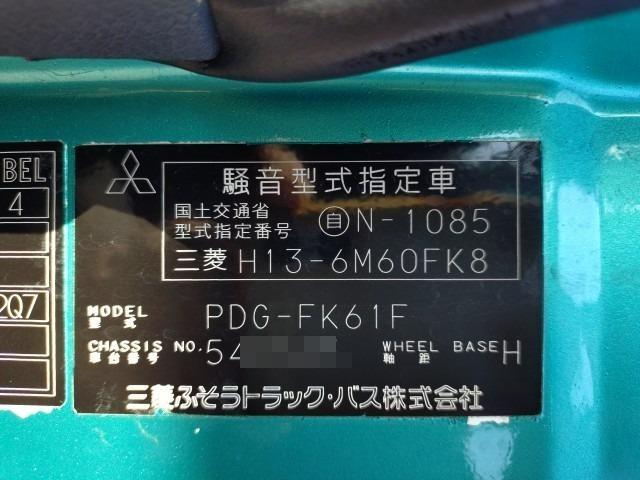 BEL
4
2Q7
騒音型式指定車
国土交通省
型式指定番号 自N-1085
三菱 H13-6M60FK8
MODEL
型式 PDG-FK61F
CHASSIS NO.
車台番号 54
WHEEL BASE
軸距 H
三菱ふそうトラック・バス株式会社